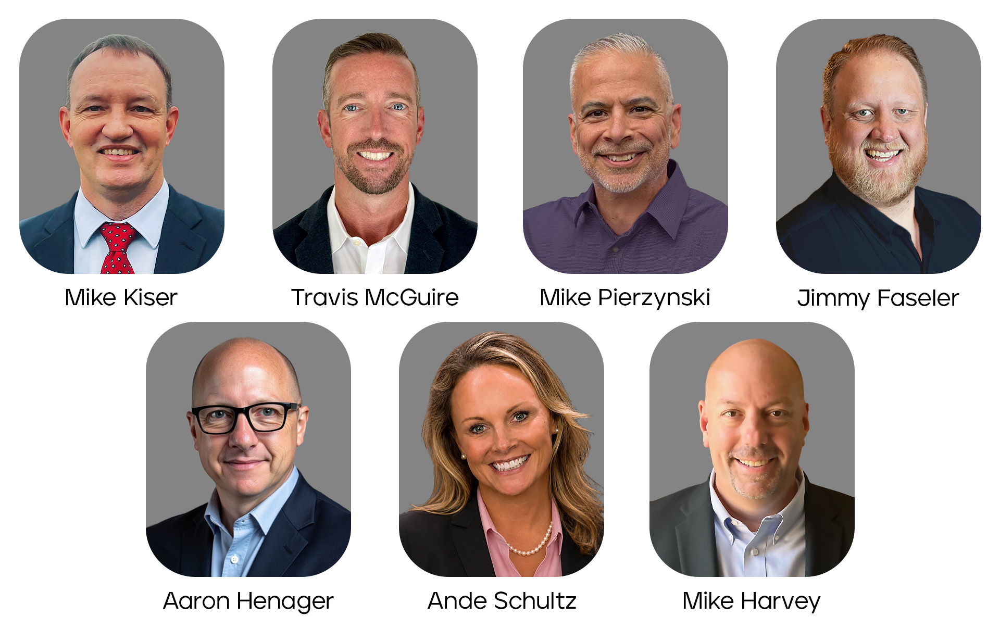 Mike Kiser
Travis McGuire
Mike Pierzynski
Jimmy Faseler
Aaron Henager
Ande Schultz
Mike Harvey